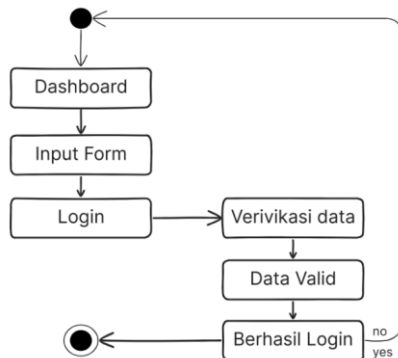 Dashboard
Input Form
Login
Verivikasi data
Data Valid
Berhasil Login
no
yes